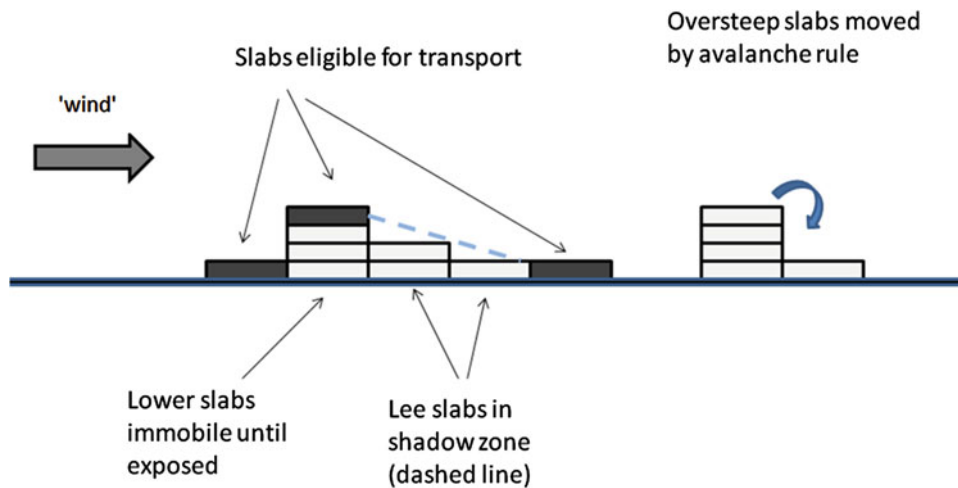 Oversteep slabs moved
by avalanche rule
Slabs eligible for transport
'wind'
Lower slabs
immobile until
exposed
Lee slabs in
shadow zone
(dashed line)